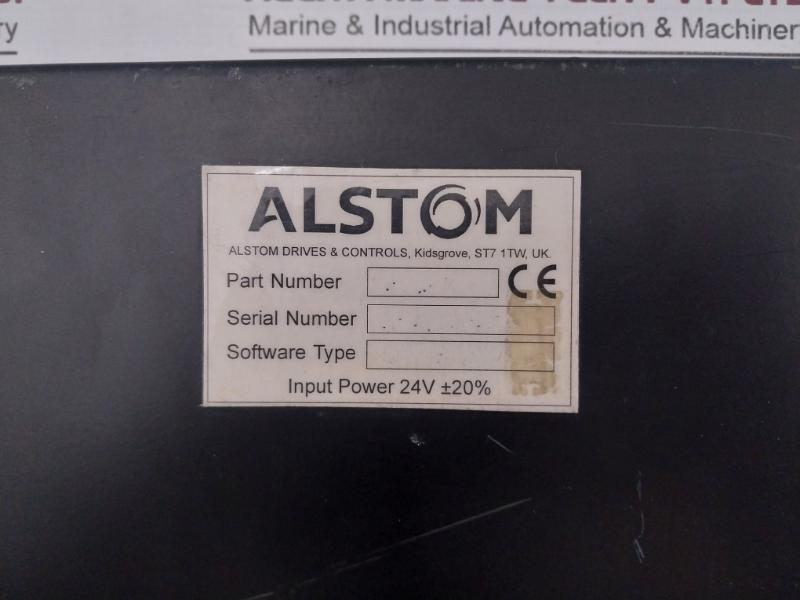 ry
Marine & Industrial Automation & Machiner
ALSTOM
ALSTOM DRIVES & CONTROLS, Kidsgrove, ST7 1TW, UK.
Part Number
CE
Serial Number
Software Type
Input Power 24V ±20%